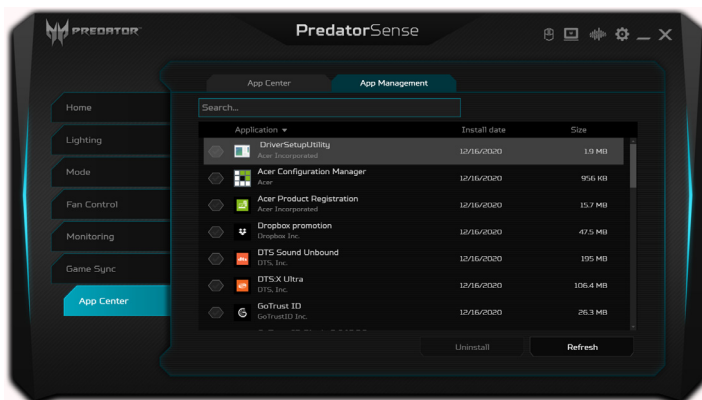 PREDATOR
PredatorSense
App Center
App Management
Home
Lighting
Mode
Fan Control
Monitoring
Game Sync
App Center
Search...
Application Install date Size
DriverSetupUtility
Acer Incorporated
12/16/2020 1.9 MB
Acer Configuration Manager
Acer
12/16/2020 956 KB
Acer Product Registration
Acer Incorporated
12/16/2020 15.7 MB
Dropbox promotion
Dropbox Inc.
12/16/2020 47.5 MB
DTS Sound Unbound
DTS, Inc.
12/16/2020 195 MB
DTS:X Ultra
DTS, Inc.
12/16/2020 106.4 MB
GoTrust ID
GoTrustID Inc.
12/16/2020 26.3 MB
Uninstall
Refresh